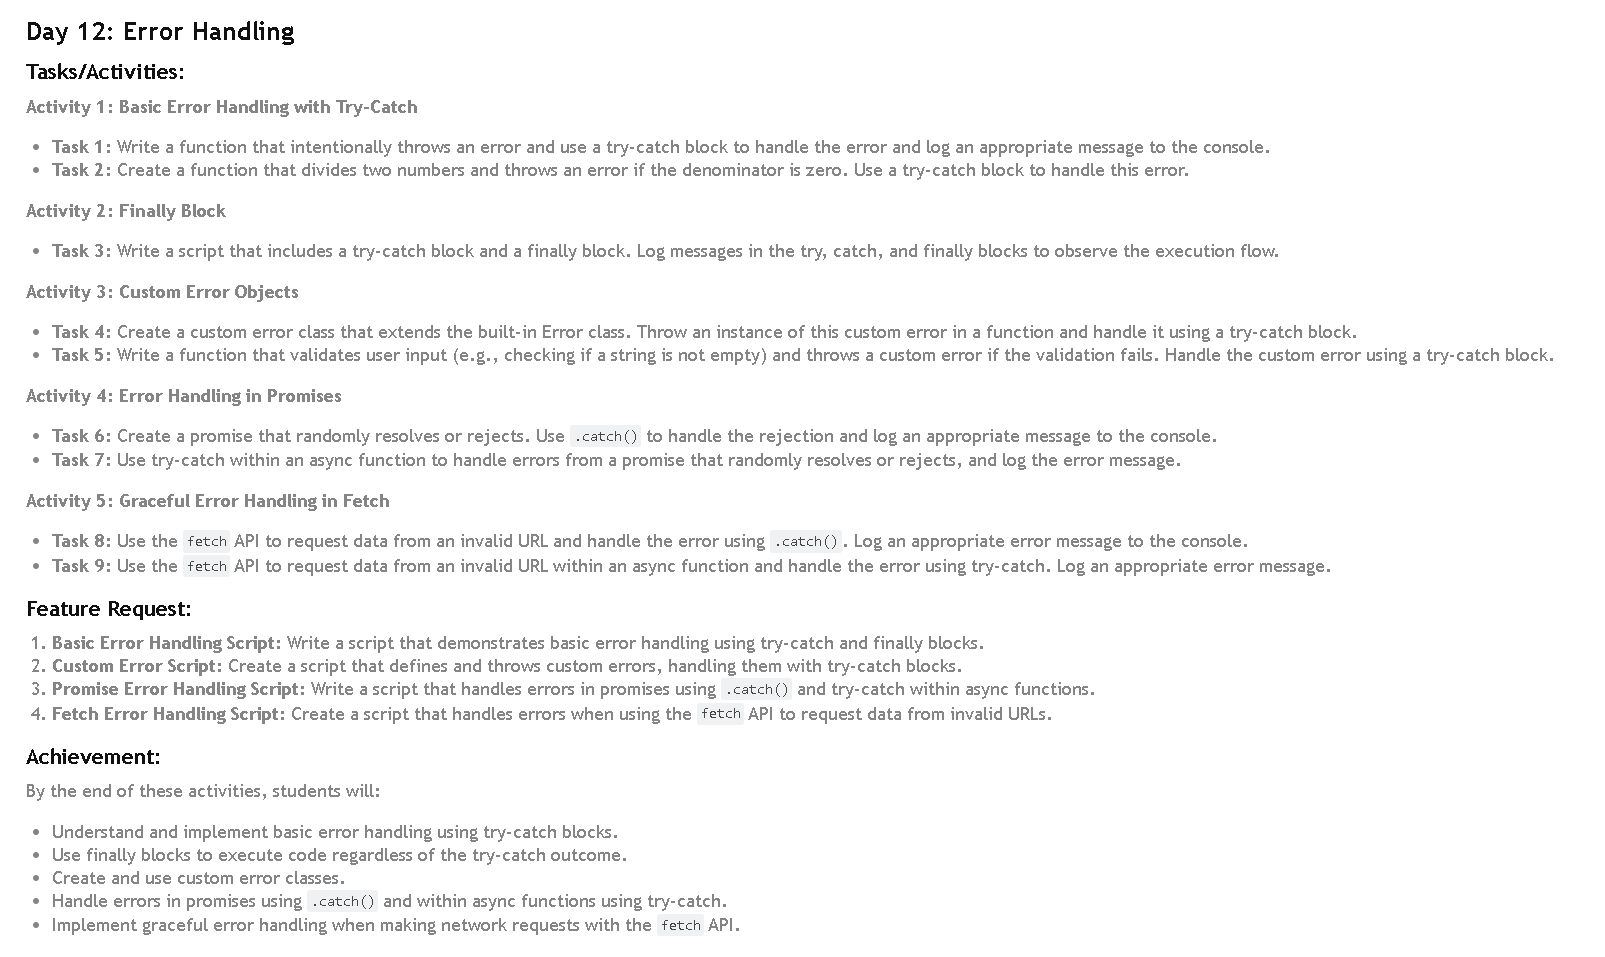 Day 12: Error Handling
Tasks/Activities:
Activity 1: Basic Error Handling with Try-Catch
• Task 1: Write a function that intentionally throws an error and use a try-catch block to handle the error and log an appropriate message to the console.
• Task 2: Create a function that divides two numbers and throws an error if the denominator is zero. Use a try-catch block to handle this error.
Activity 2: Finally Block
• Task 3: Write a script that includes a try-catch block and a finally block. Log messages in the try, catch, and finally blocks to observe the execution flow.
Activity 3: Custom Error Objects
• Task 4: Create a custom error class that extends the built-in Error class. Throw an instance of this custom error in a function and handle it using a try-catch block.
• Task 5: Write a function that validates user input (e.g., checking if a string is not empty) and throws a custom error if the validation fails. Handle the custom error using a try-catch block.
Activity 4: Error Handling in Promises
• Task 6: Create a promise that randomly resolves or rejects. Use .catch() to handle the rejection and log an appropriate message to the console.
• Task 7: Use try-catch within an async function to handle errors from a promise that randomly resolves or rejects, and log the error message.
Activity 5: Graceful Error Handling in Fetch
• Task 8: Use the fetch API to request data from an invalid URL and handle the error using .catch(). Log an appropriate error message to the console.
• Task 9: Use the fetch API to request data from an invalid URL within an async function and handle the error using try-catch. Log an appropriate error message.
Feature Request:
1. Basic Error Handling Script: Write a script that demonstrates basic error handling using try-catch and finally blocks.
2. Custom Error Script: Create a script that defines and throws custom errors, handling them with try-catch blocks.
3. Promise Error Handling Script: Write a script that handles errors in promises using .catch() and try-catch within async functions.
4. Fetch Error Handling Script: Create a script that handles errors when using the fetch API to request data from invalid URLs.
Achievement:
By the end of these activities, students will:
• Understand and implement basic error handling using try-catch blocks.
• Use finally blocks to execute code regardless of the try-catch outcome.
• Create and use custom error classes.
• Handle errors in promises using .catch() and within async functions using try-catch.
• Implement graceful error handling when making network requests with the fetch API.